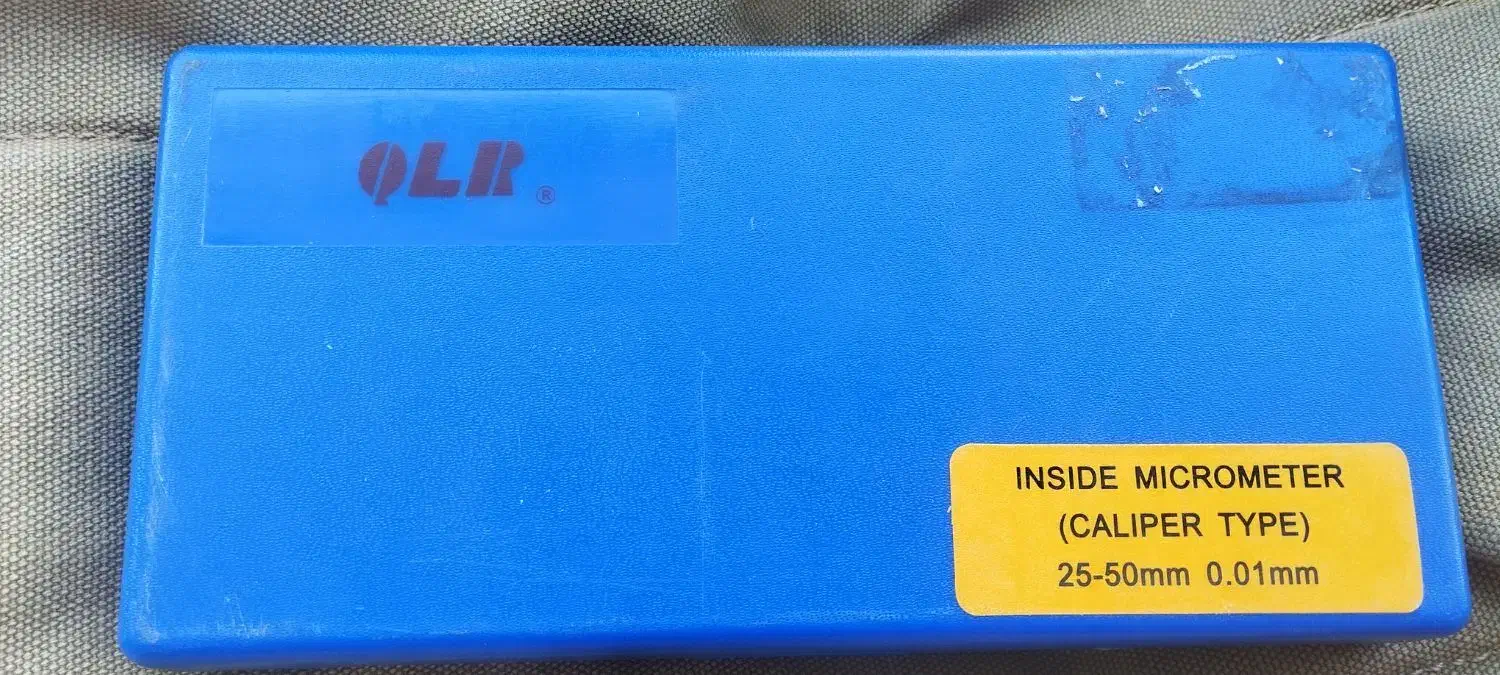 QLR ®
INSIDE MICROMETER
(CALIPER TYPE)
25-50mm 0.01mm